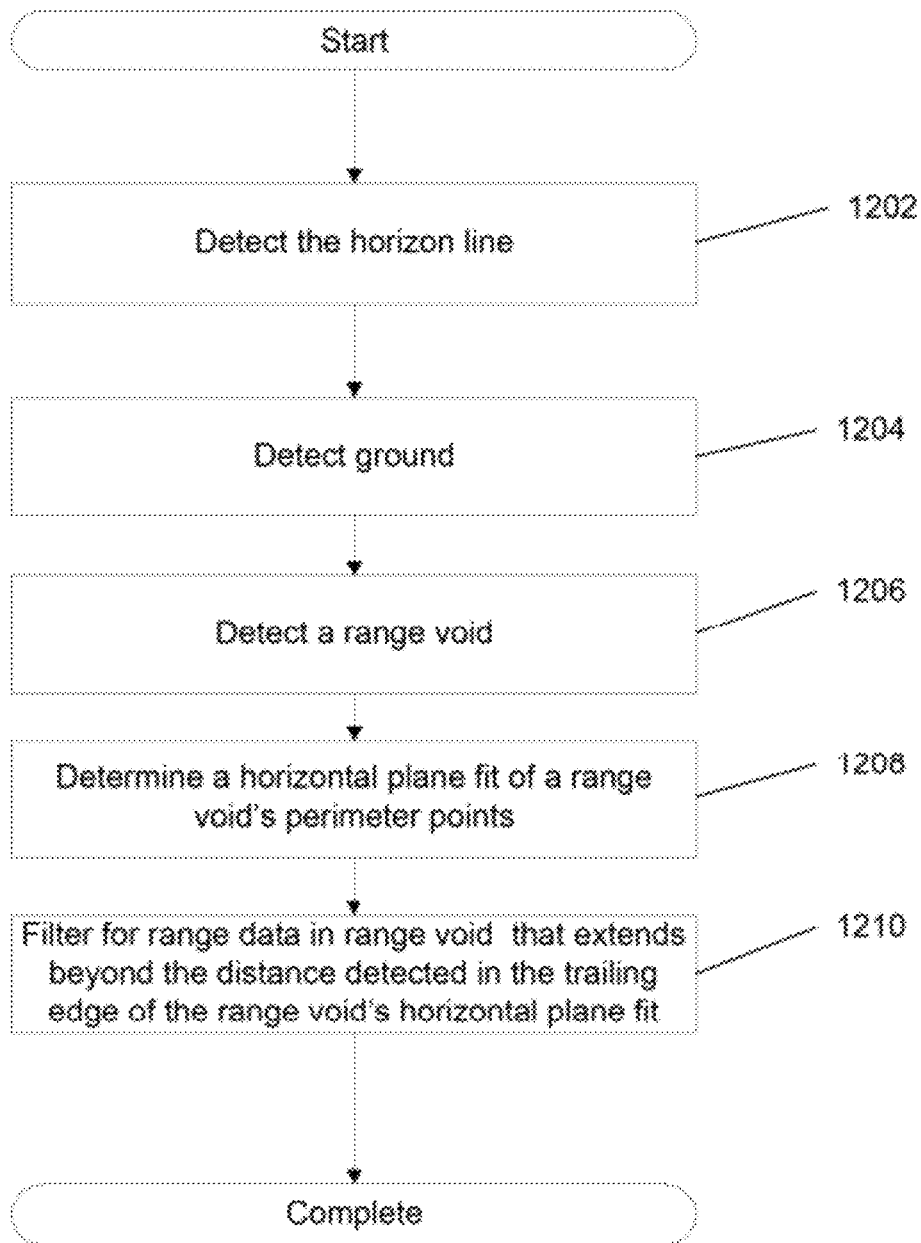 Start
Detect the horizon line
1202
Detect ground
1204
Detect a range void
1206
Determine a horizontal plane fit of a range
void's perimeter points
1208
Filter for range data in range void that extends
beyond the distance detected in the trailing
edge of the range void's horizontal plane fit
1210
Complete